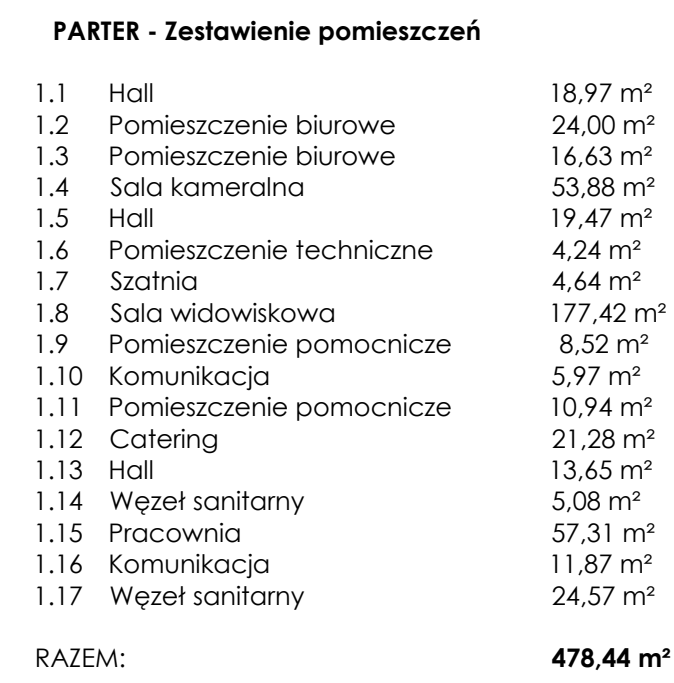 PARTER - Zestawienie pomieszczeń
1.1 Hall 18,97 m²
1.2 Pomieszczenie biurowe 24,00 m²
1.3 Pomieszczenie biurowe 16,63 m²
1.4 Sala kameralna 53,88 m²
1.5 Hall 19,47 m²
1.6 Pomieszczenie techniczne 4,24 m²
1.7 Szatnia 4,64 m²
1.8 Sala widowiskowa 177,42 m²
1.9 Pomieszczenie pomocnicze 8,52 m²
1.10 Komunikacja 5,97 m²
1.11 Pomieszczenie pomocnicze 10,94 m²
1.12 Catering 21,28 m²
1.13 Hall 13,65 m²
1.14 Węzeł sanitarny 5,08 m²
1.15 Pracownia 57,31 m²
1.16 Komunikacja 11,87 m²
1.17 Węzeł sanitarny 24,57 m²
RAZEM: 478,44 m²